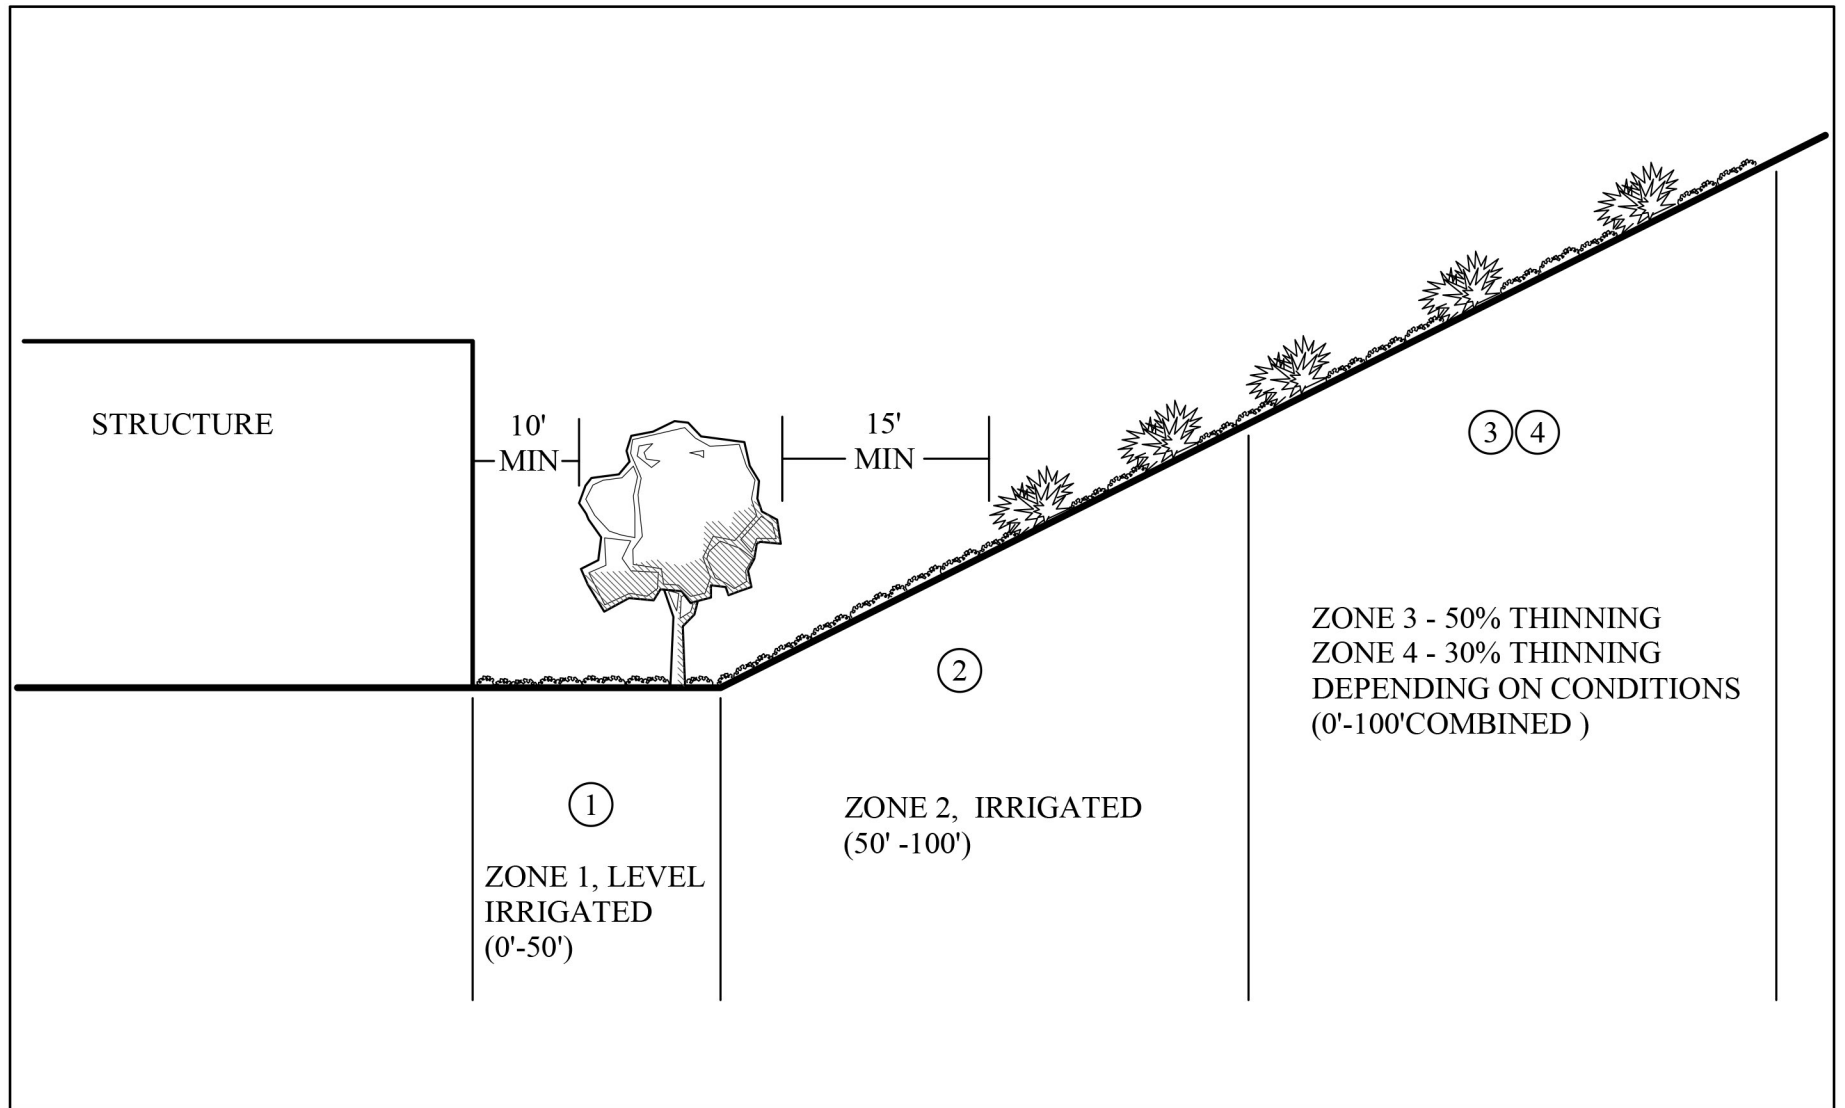 STRUCTURE
10'
MIN
15'
MIN
3 4
ZONE 3 - 50% THINNING
ZONE 4 - 30% THINNING
DEPENDING ON CONDITIONS
(0'-100'COMBINED )
2
ZONE 2, IRRIGATED
(50' -100')
1
ZONE 1, LEVEL
IRRIGATED
(0'-50')